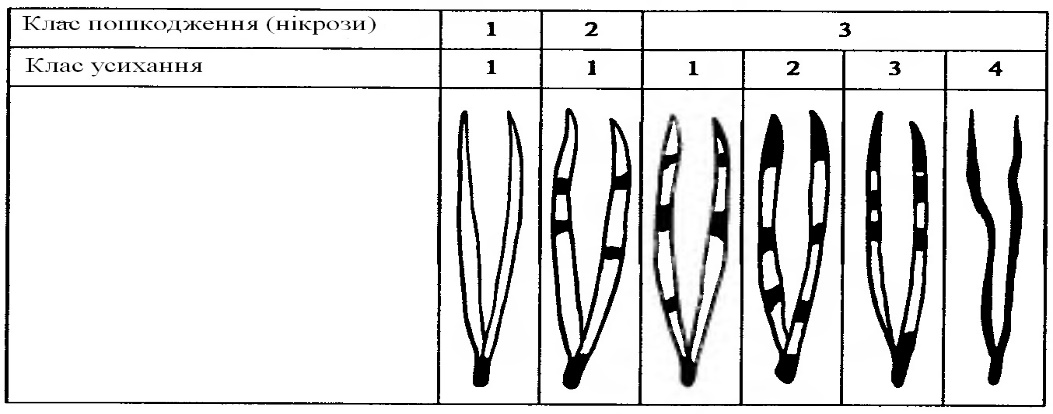 Клас пошкодження (нікрози) 1 2 3
Клас усихання 1 1 1 2 3 4